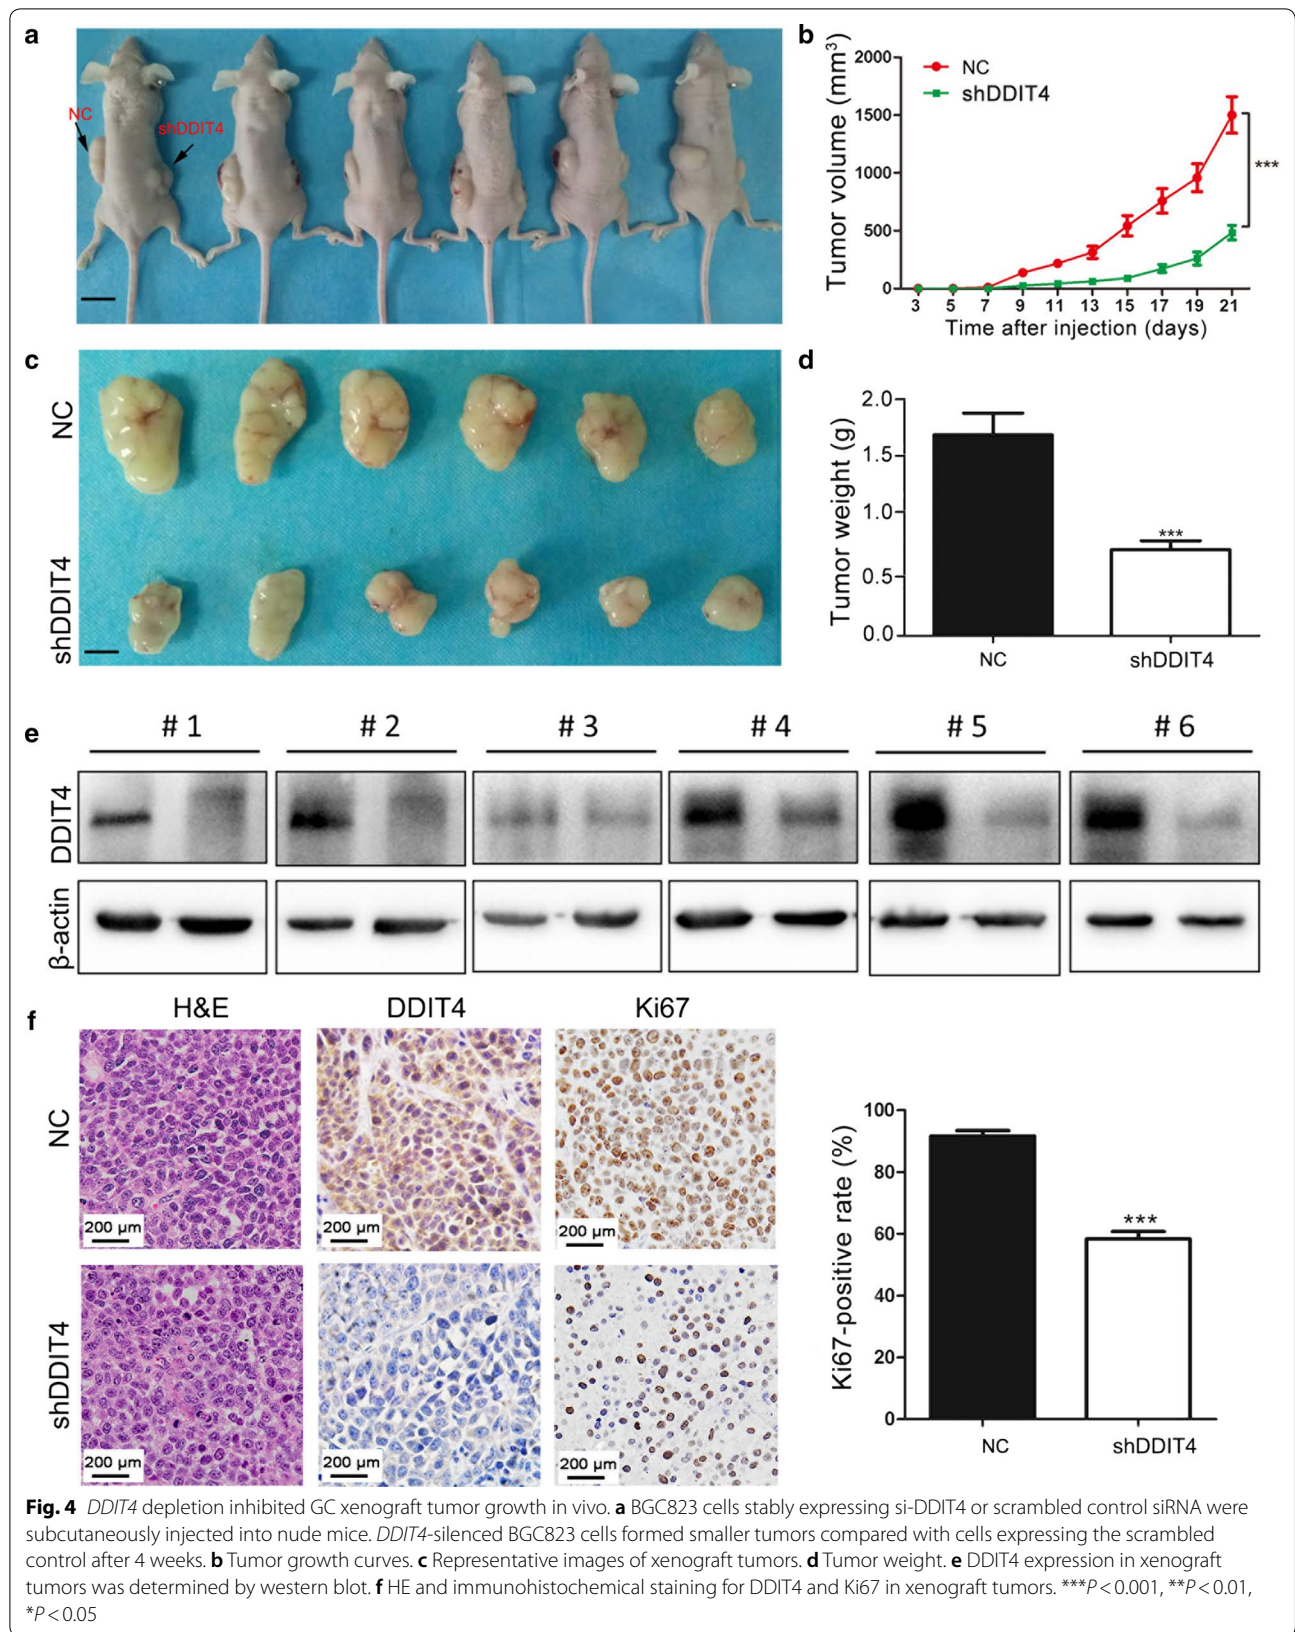 a
NC
shDDIT4
b
Tumor volume (mm³)
2000
1500
1000
500
0
NC
shDDIT4
***
3 5 7 9 11 13 15 17 19 21
Time after injection (days)
c
NC
shDDIT4
d
Tumor weight (g)
2.0
1.5
1.0
0.5
0.0
***
NC shDDIT4
e
# 1 # 2 # 3 # 4 # 5 # 6
DDIT4
β-actin
f
H&E DDIT4 Ki67
NC
200 µm 200 µm 200 µm
shDDIT4
200 µm 200 µm 200 µm
Ki67-positive rate (%)
100
80
60
40
20
0
***
NC shDDIT4
Fig. 4 DDIT4 depletion inhibited GC xenograft tumor growth in vivo. a BGC823 cells stably expressing si-DDIT4 or scrambled control siRNA were
subcutaneously injected into nude mice. DDIT4-silenced BGC823 cells formed smaller tumors compared with cells expressing the scrambled
control after 4 weeks. b Tumor growth curves. c Representative images of xenograft tumors. d Tumor weight. e DDIT4 expression in xenograft
tumors was determined by western blot. f HE and immunohistochemical staining for DDIT4 and Ki67 in xenograft tumors. ***P < 0.001, **P < 0.01,
*P < 0.05